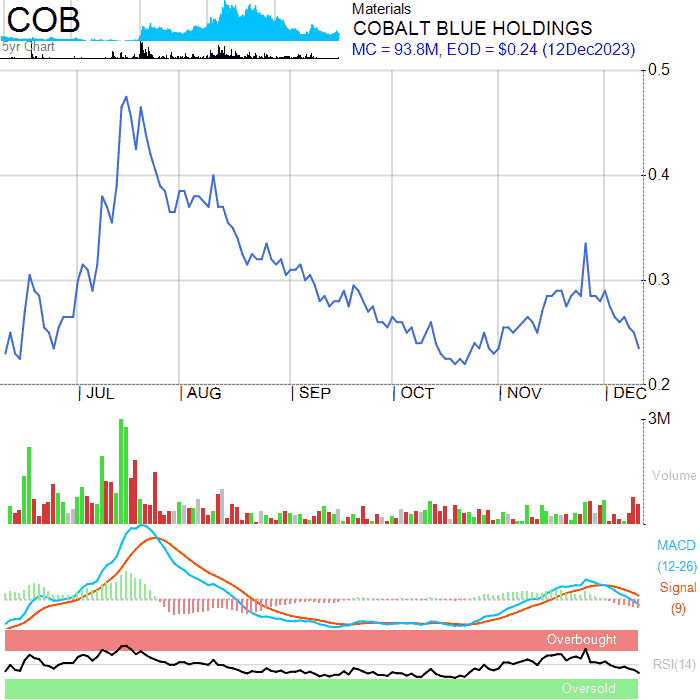 COB
5yr Chart
Materials
COBALT BLUE HOLDINGS
MC = 93.8M, EOD = $0.24 (12Dec2023)
0.5
0.4
0.3
0.2
JUL AUG SEP OCT NOV DEC
3M
Volume
MACD
(12-26)
Signal
(9)
Overbought
RSI(14)
Oversold